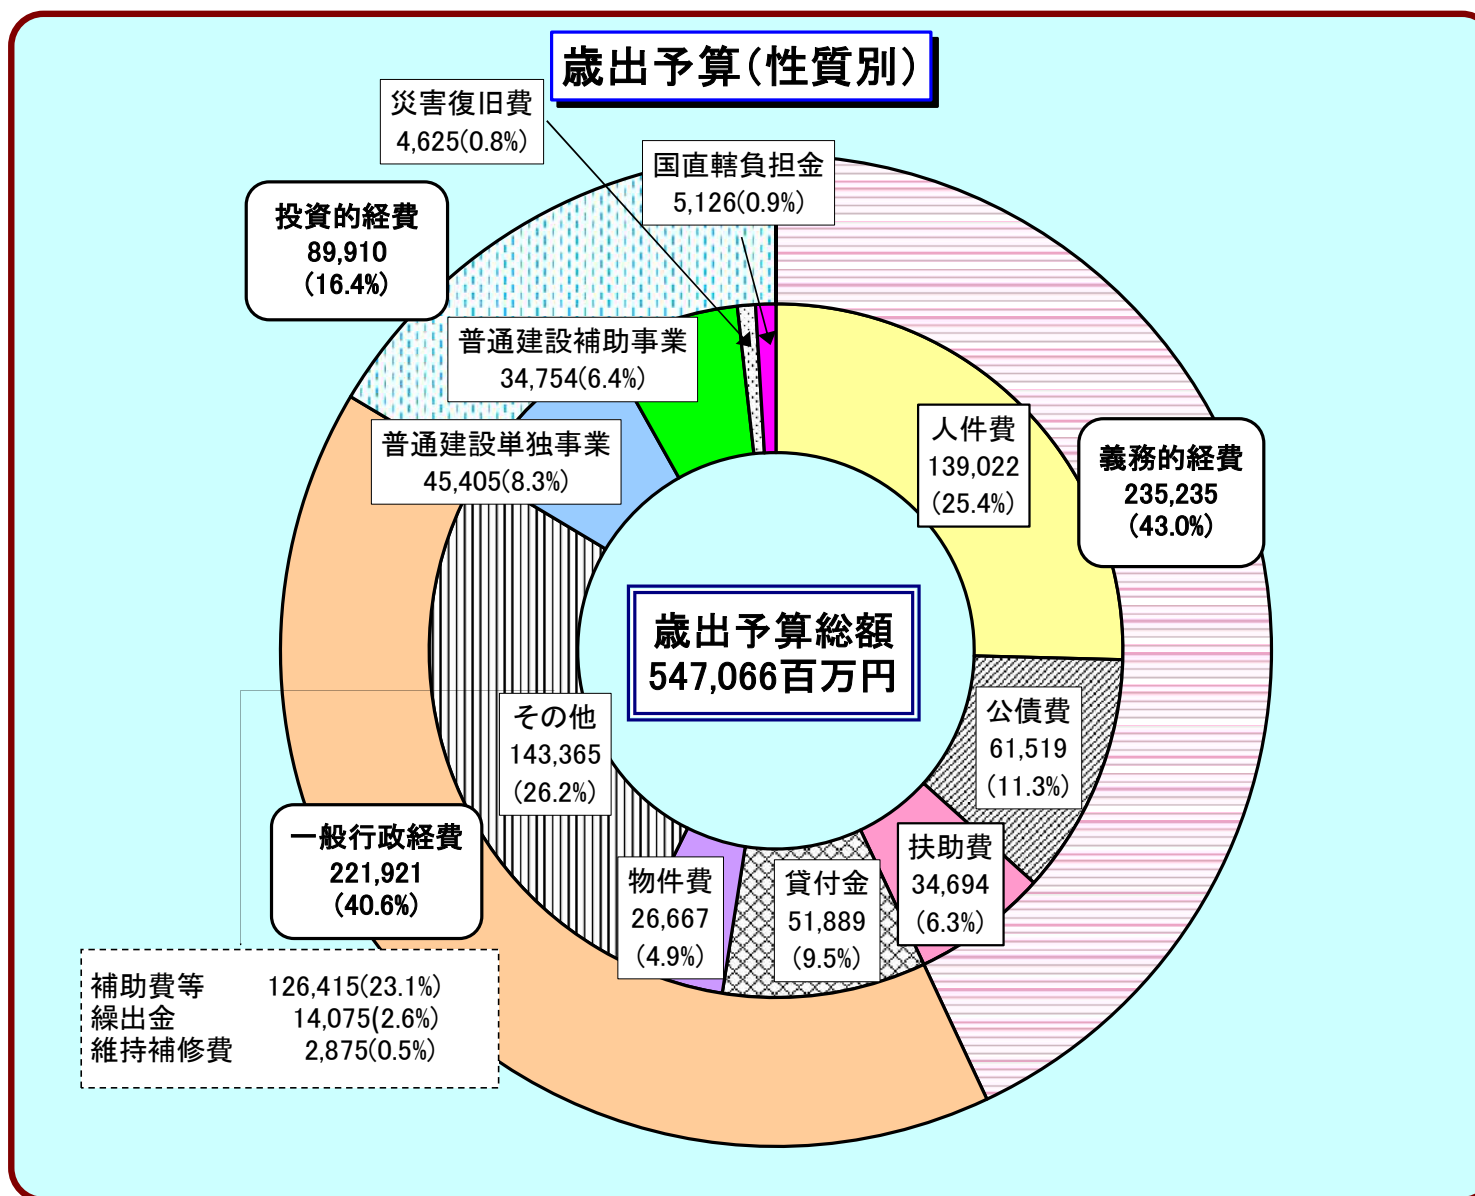 歳出予算(性質別)
災害復旧費
4,625(0.8%)
国直轄負担金
5,126(0.9%)
投資的経費
89,910
(16.4%)
普通建設補助事業
34,754(6.4%)
普通建設単独事業
45,405(8.3%)
人件費
139,022
(25.4%)
義務的経費
235,235
(43.0%)
歳出予算総額
547,066百万円
公債費
61,519
(11.3%)
その他
143,365
(26.2%)
扶助費
34,694
(6.3%)
貸付金
51,889
(9.5%)
物件費
26,667
(4.9%)
一般行政経費
221,921
(40.6%)
補助費等 126,415(23.1%)
繰出金 14,075(2.6%)
維持補修費 2,875(0.5%)